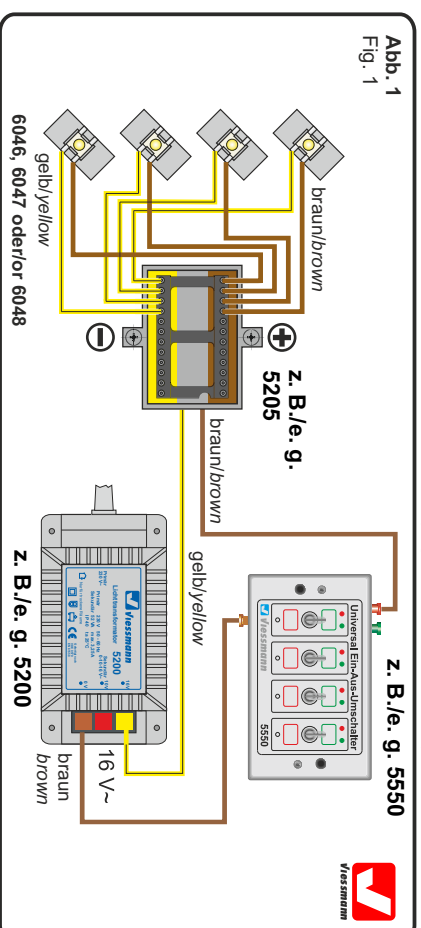 Abb. 1
Fig. 1
braun/brown
gelb/yellow
6046, 6047 oder/or 6048
z. B./e. g.
5205
braun/brown
gelb/yellow
z. B./e. g. 5550
Universal Ein-Aus-Umschalter
Viessmann
5550
Viessmann
Lichttransformator 5200
16 V~
braun
brown
z. B./e. g. 5200
Viessmann